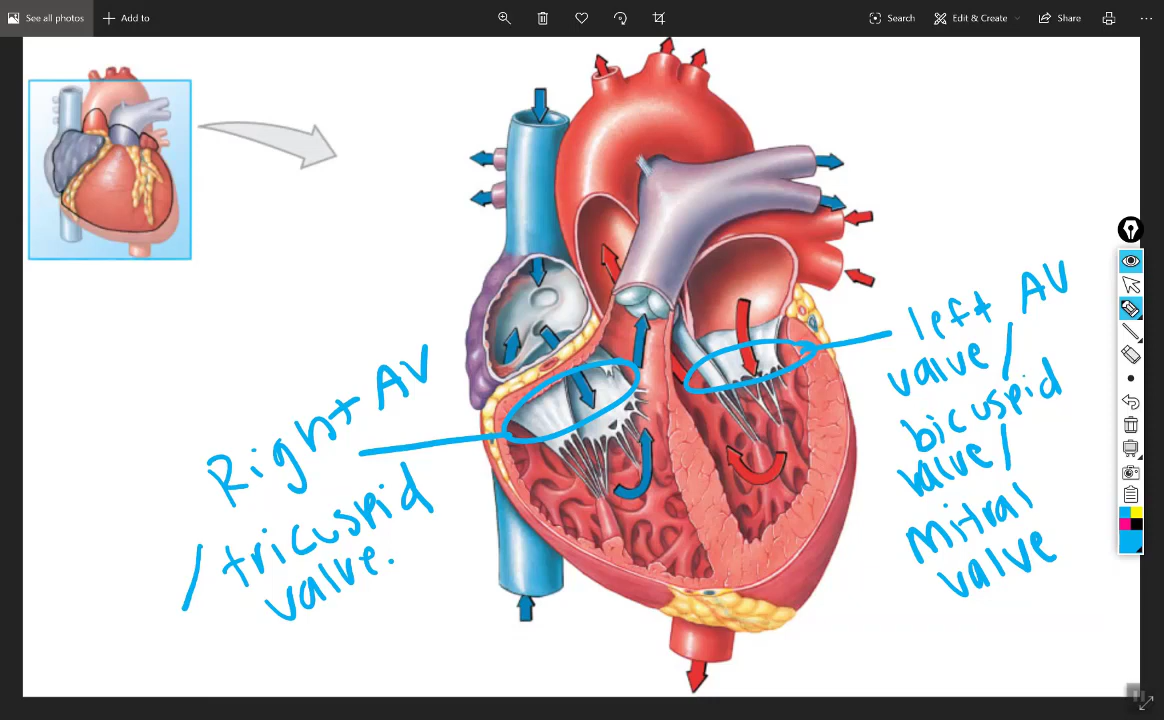 See all photos
Add to
Search
Edit & Create
Share
Right AV
/tricuspid
valve.
left AV
valve/
bicuspid
valve/
mitral
valve